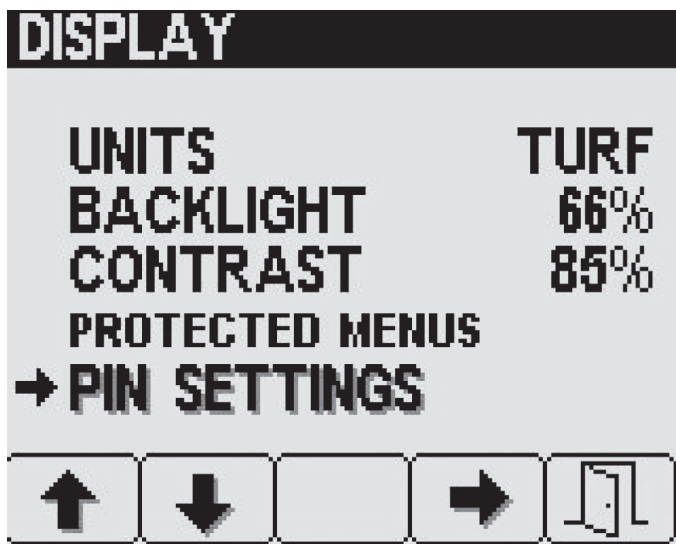 DISPLAY
UNITS TURF
BACKLIGHT 66%
CONTRAST 85%
PROTECTED MENUS
PIN SETTINGS